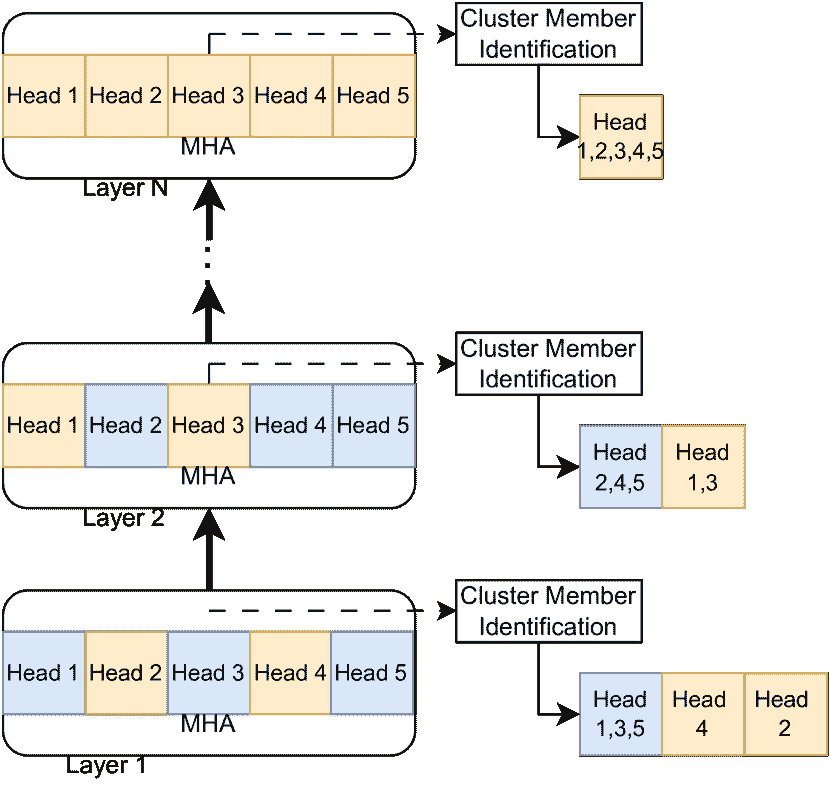 Cluster Member
Identification
Head 1 Head 2 Head 3 Head 4 Head 5
MHA
Layer N
Head
1,2,3,4,5
Cluster Member
Identification
Head 1 Head 2 Head 3 Head 4 Head 5
MHA
Layer 2
Head
2,4,5
Head
1,3
Cluster Member
Identification
Head 1 Head 2 Head 3 Head 4 Head 5
MHA
Layer 1
Head
1,3,5
Head
4
Head
2